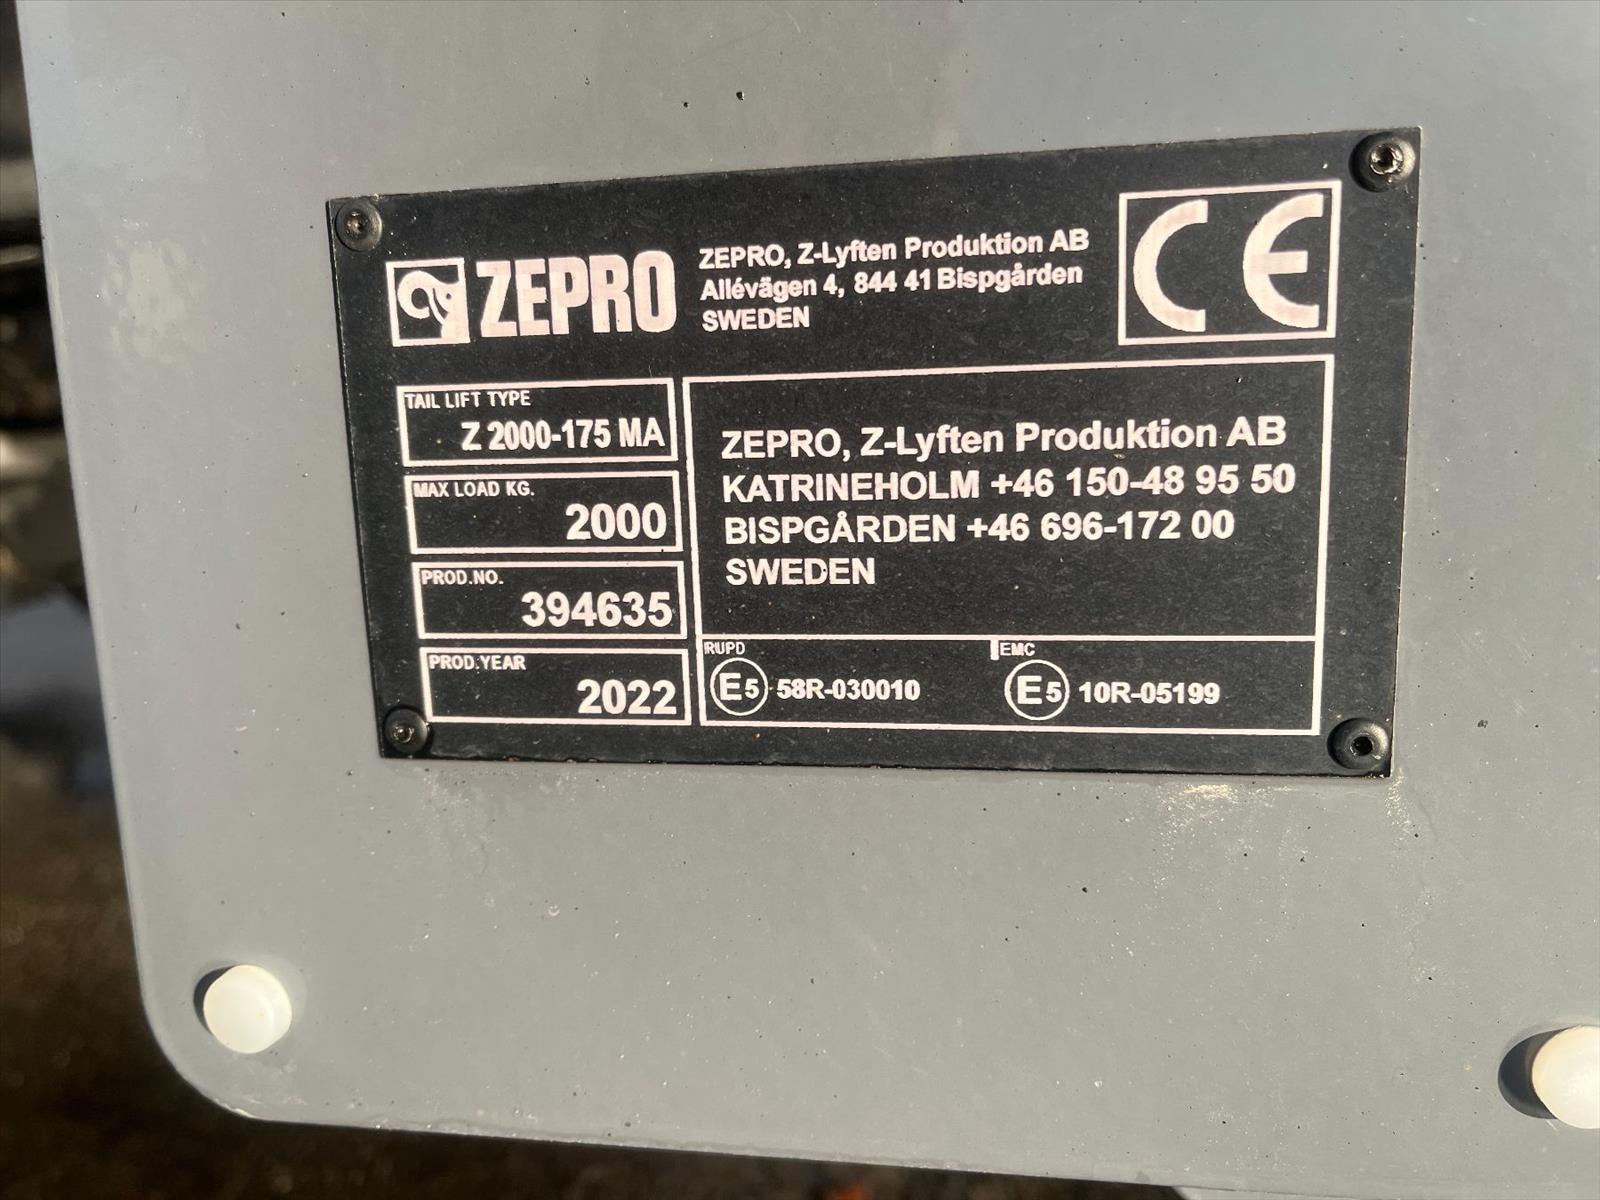 ZEPRO
ZEPRO, Z-Lyften Produktion AB
Allévägen 4, 844 41 Bispgården
SWEDEN
CE
TAIL LIFT TYPE
Z 2000-175 MA
MAX LOAD KG.
2000
PROD.NO.
394635
PROD.YEAR
2022
ZEPRO, Z-Lyften Produktion AB
KATRINEHOLM +46 150-48 95 50
BISPGÅRDEN +46 696-172 00
SWEDEN
RUPD
E5 58R-030010
EMC
E5 10R-05199